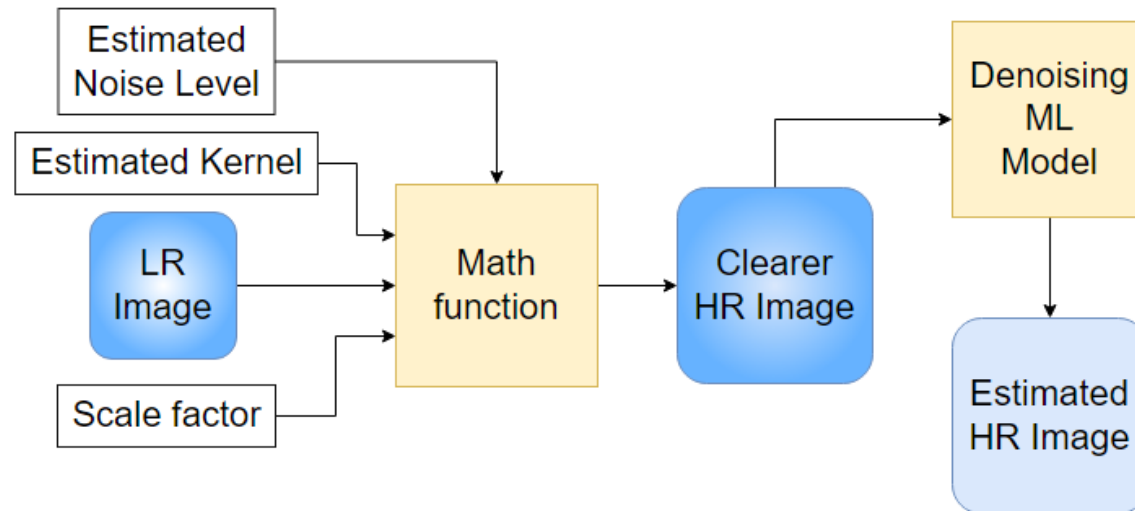 Estimated
Noise Level
Estimated Kernel
LR
Image
Scale factor
Math
function
Clearer
HR Image
Denoising
ML
Model
Estimated
HR Image